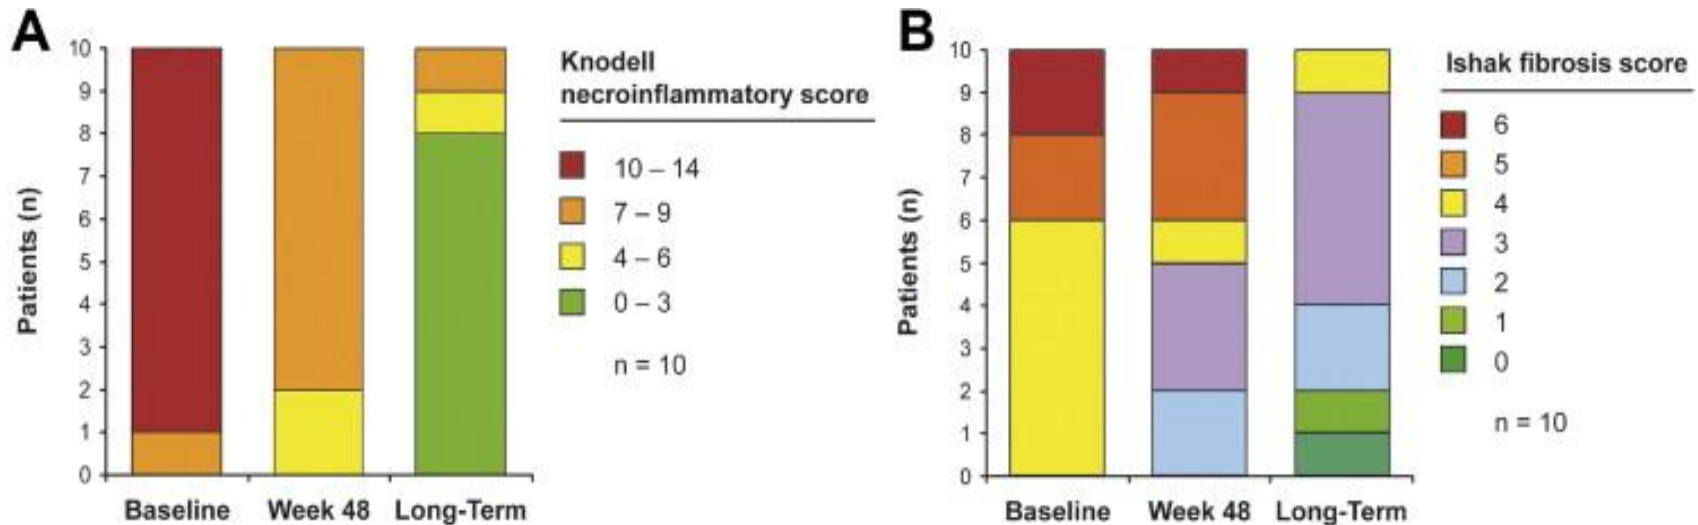 A
Patients (n)
10
9
8
7
6
5
4
3
2
1
0
Baseline Week 48 Long-Term
Knodell
necroinflammatory score
10 – 14
7 – 9
4 – 6
0 – 3
n = 10
B
Patients (n)
10
9
8
7
6
5
4
3
2
1
0
Baseline Week 48 Long-Term
Ishak fibrosis score
6
5
4
3
2
1
0
n = 10